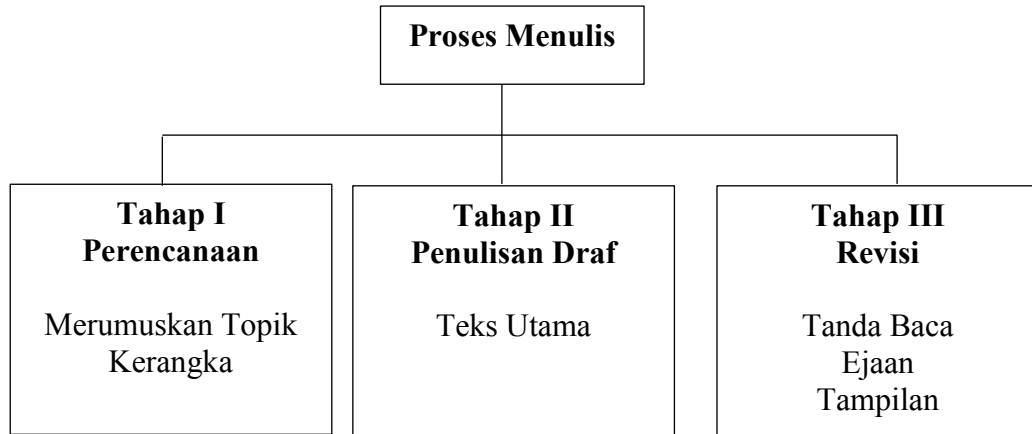 Proses Menulis
Tahap I
Perencanaan
Merumuskan Topik
Kerangka
Tahap II
Penulisan Draf
Teks Utama
Tahap III
Revisi
Tanda Baca
Ejaan
Tampilan